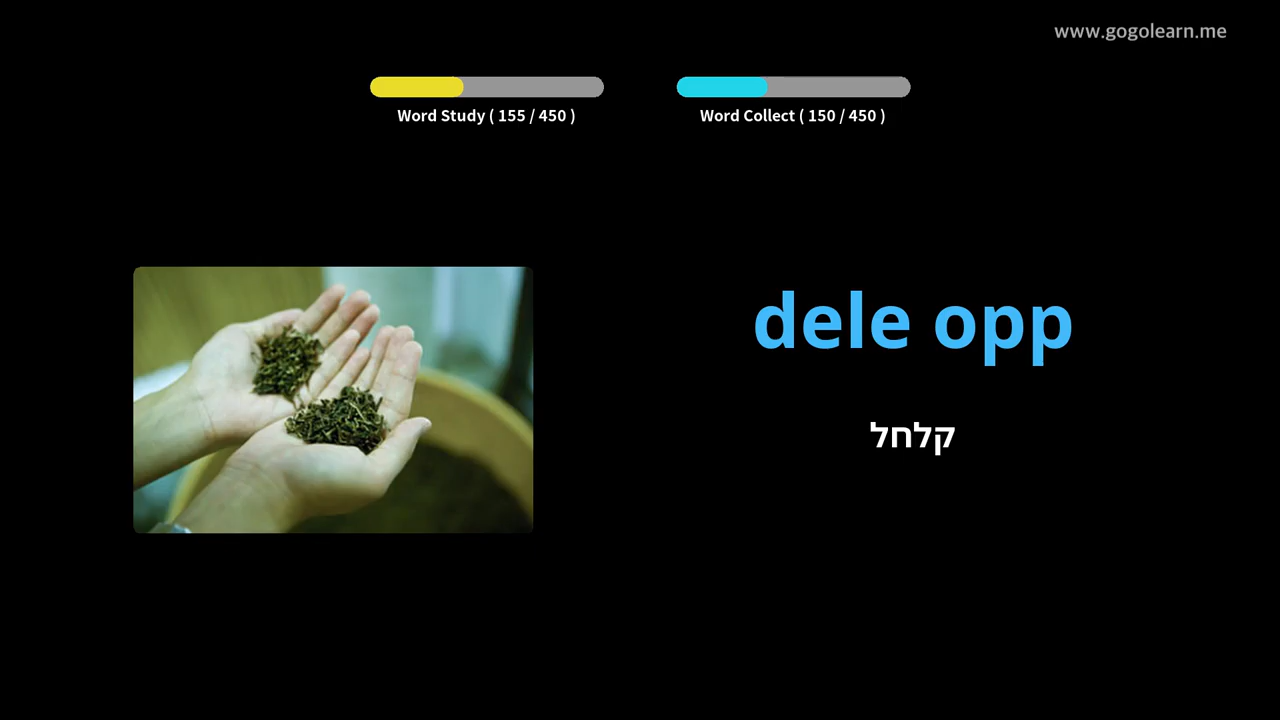 www.gogolearn.me
Word Study ( 155 / 450 )
Word Collect ( 150 / 450 )
dele opp
קלחל